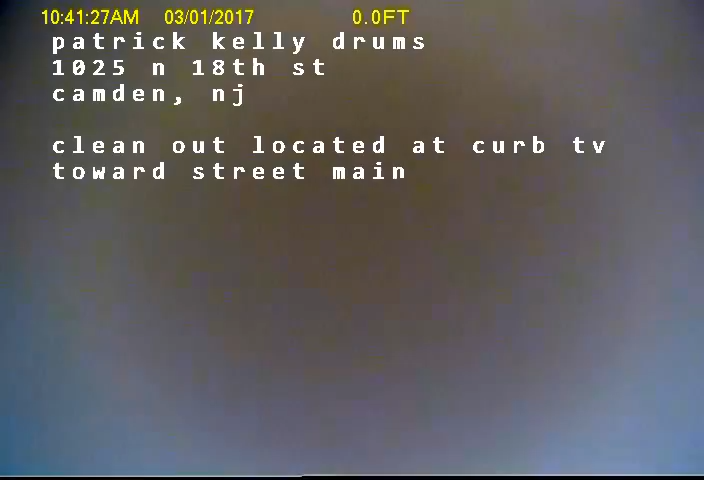 10:41:27AM 03/01/2017 0.0FT
patrick kelly drums
1025 n 18th st
camden, nj
clean out located at curb tv
toward street main